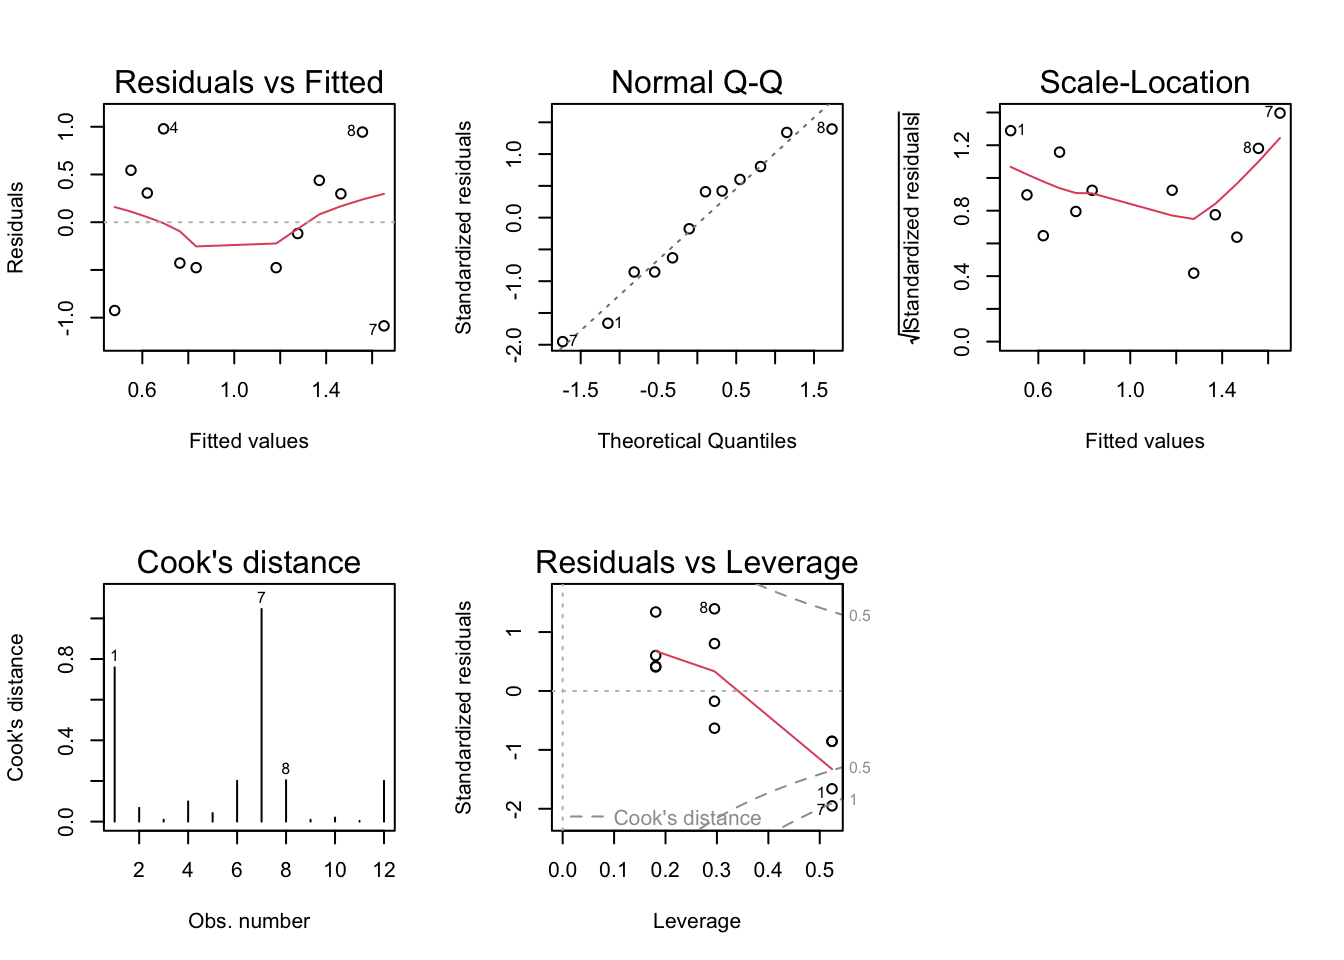 Residuals vs Fitted
Residuals
1.0
0.5
0.0
-1.0
4
8
7
0.6 1.0 1.4
Fitted values
Normal Q-Q
Standardized residuals
1.0
0.0
-1.0
-2.0
8
1
7
-1.5 -0.5 0.5 1.5
Theoretical Quantiles
Scale-Location
√|Standardized residuals|
1.2
0.8
0.4
0.0
7
1
8
0.6 1.0 1.4
Fitted values
Cook's distance
Cook's distance
0.8
0.4
0.0
7
1
8
2 4 6 8 10 12
Obs. number
Residuals vs Leverage
Standardized residuals
1
0
-1
-2
8
0.5
0.5
1
1
7
Cook's distance
0.0 0.1 0.2 0.3 0.4 0.5
Leverage